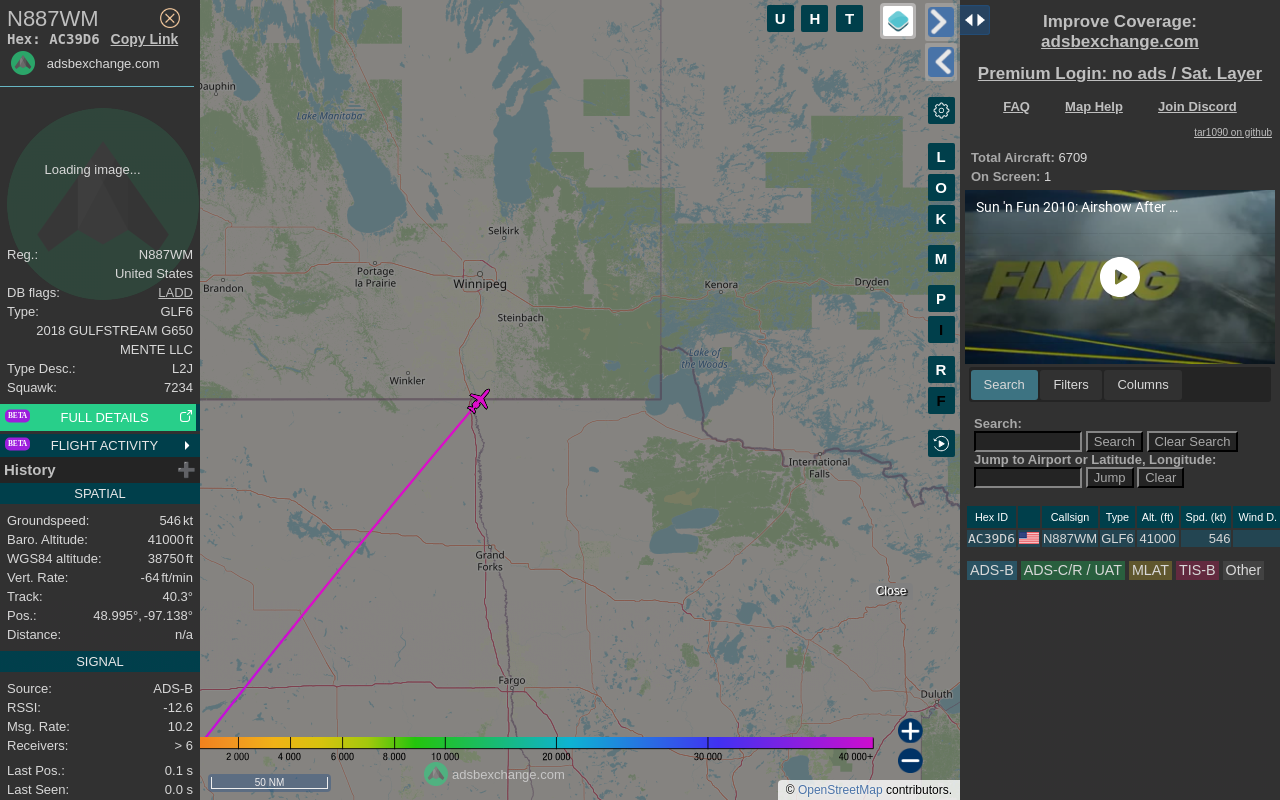 N887WM
Hex: AC39D6 Copy Link
adsbexchange.com
Loading image...
Reg.: N887WM
United States
DB flags: LADD
Type: GLF6
2018 GULFSTREAM G650
MENTE LLC
Type Desc.: L2J
Squawk: 7234
BETA FULL DETAILS
BETA FLIGHT ACTIVITY
History
SPATIAL
Groundspeed: 546 kt
Baro. Altitude: 41000 ft
WGS84 altitude: 38750 ft
Vert. Rate: -64 ft/min
Track: 40.3°
Pos.: 48.995°, -97.138°
Distance: n/a
SIGNAL
Source: ADS-B
RSSI: -12.6
Msg. Rate: 10.2
Receivers: > 6
Last Pos.: 0.1 s
Last Seen: 0.0 s
U H T
L
O
K
M
P
I
R
F
Dauphin
Lake Manitoba
Selkirk
Portage
la Prairie
Winnipeg
Brandon
Kenora
Dryden
Steinbach
Lake of
the Woods
Winkler
International
Falls
Grand
Forks
Close
Fargo
Duluth
2 000 4 000 6 000 8 000 10 000 20 000 30 000 40 000+
adsbexchange.com
50 NM
© OpenStreetMap contributors.
Improve Coverage:
adsbexchange.com
Premium Login: no ads / Sat. Layer
FAQ Map Help Join Discord
tar1090 on github
Total Aircraft: 6709
On Screen: 1
Sun 'n Fun 2010: Airshow After ...
FLYING
Search Filters Columns
Search:
Search Clear Search
Jump to Airport or Latitude, Longitude:
Jump Clear
Hex ID Callsign Type Alt. (ft) Spd. (kt) Wind D.
AC39D6 N887WM GLF6 41000 546
ADS-B ADS-C/R / UAT MLAT TIS-B Other